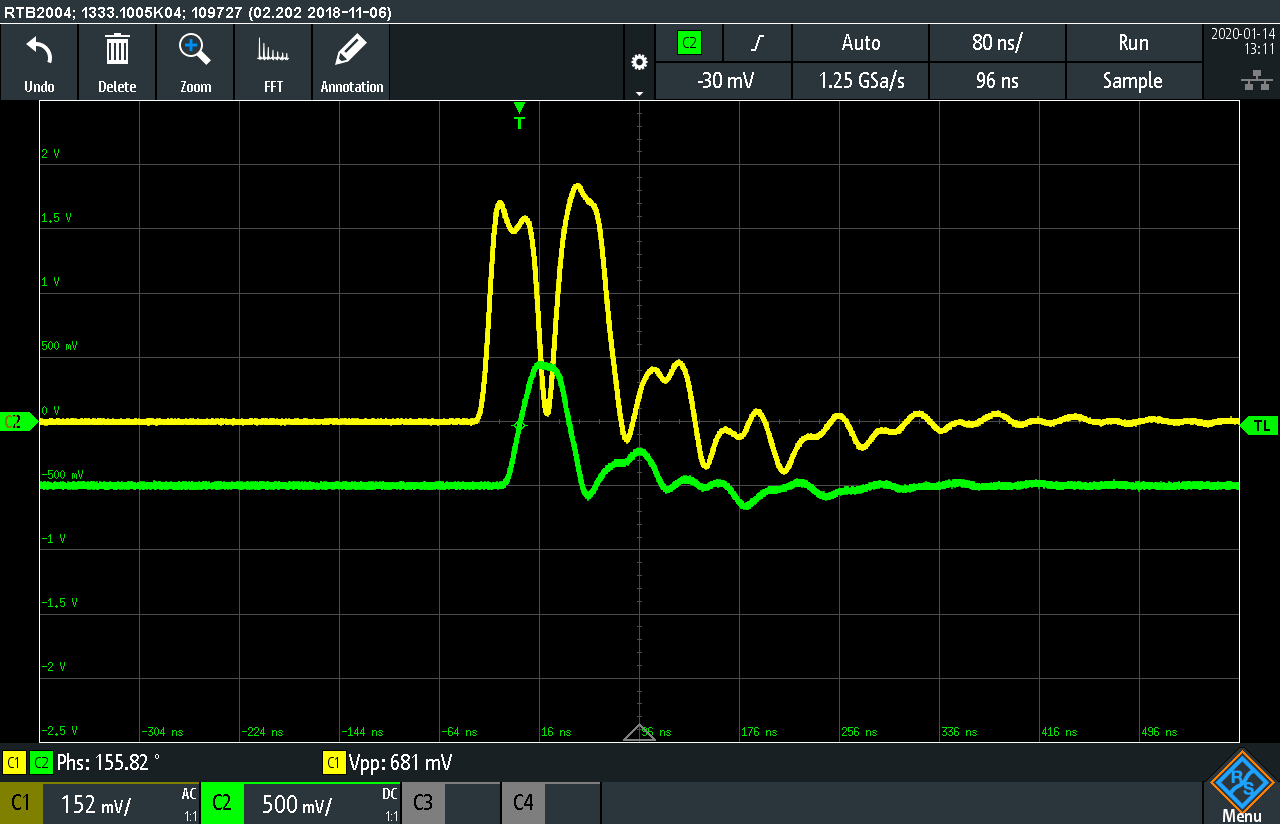 RTB2004; 1333.1005K04; 109727 (02.202 2018-11-06)
Undo
Delete
Zoom
FFT
Annotation
C2
Auto
80 ns/
Run
-30 mV
1.25 GSa/s
96 ns
Sample
2020-01-14
13:11
T
2 V
1.5 V
1 V
500 mV
0 V
-500 mV
-1 V
-1.5 V
-2 V
-2.5 V
C2
TL
-304 ns
-224 ns
-144 ns
-64 ns
16 ns
96 ns
176 ns
256 ns
336 ns
416 ns
496 ns
C1 C2 Phs: 155.82 °
C1 Vpp: 681 mV
C1 152 mV/ AC 1:1
C2 500 mV/ DC 1:1
C3
C4
R S
Menu